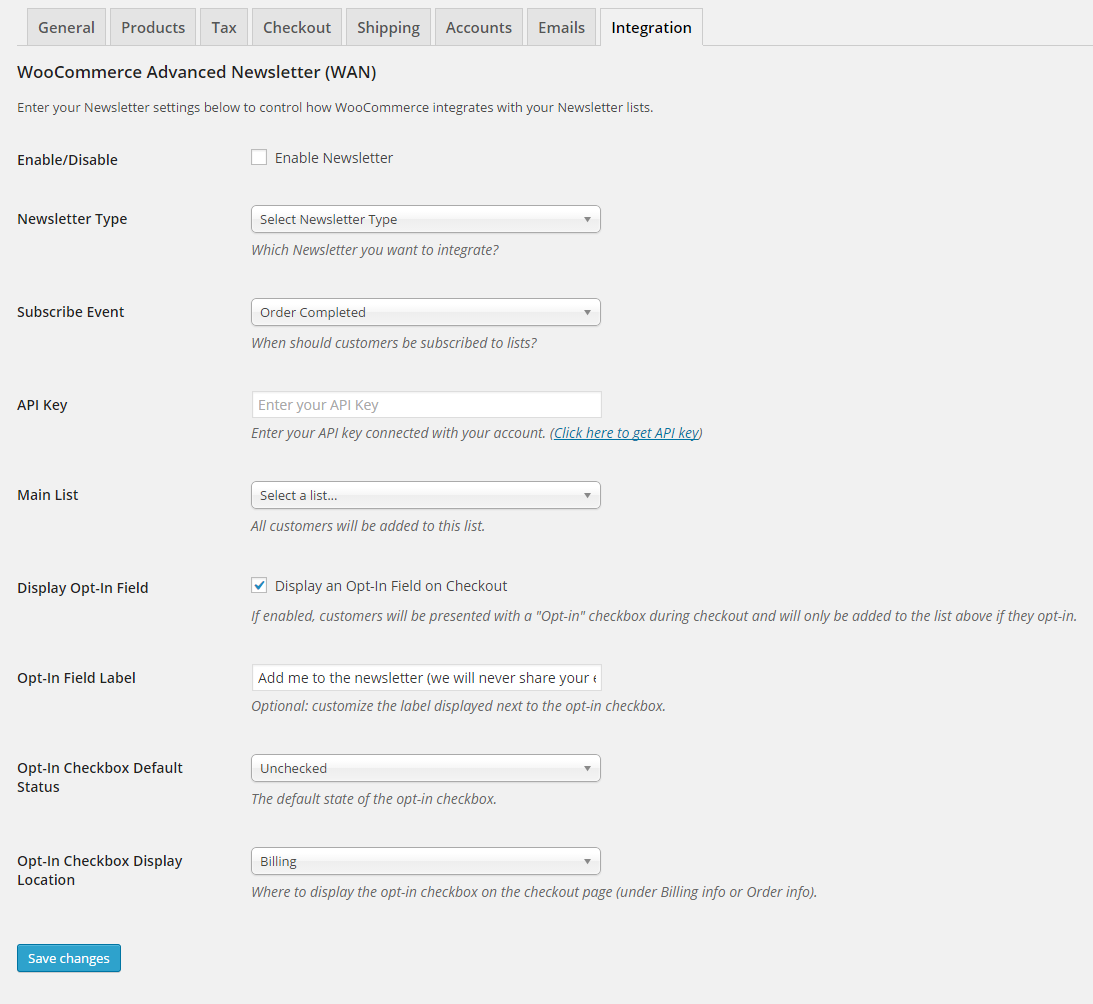 General Products Tax Checkout Shipping Accounts Emails Integration
WooCommerce Advanced Newsletter (WAN)
Enter your Newsletter settings below to control how WooCommerce integrates with your Newsletter lists.
Enable/Disable Enable Newsletter
Newsletter Type Select Newsletter Type
Which Newsletter you want to integrate?
Subscribe Event Order Completed
When should customers be subscribed to lists?
API Key Enter your API Key
Enter your API key connected with your account. (Click here to get API key)
Main List Select a list...
All customers will be added to this list.
Display Opt-In Field Display an Opt-In Field on Checkout
If enabled, customers will be presented with a "Opt-in" checkbox during checkout and will only be added to the list above if they opt-in.
Opt-In Field Label Add me to the newsletter (we will never share your
Optional: customize the label displayed next to the opt-in checkbox.
Opt-In Checkbox Default Unchecked
Status
The default state of the opt-in checkbox.
Opt-In Checkbox Display Billing
Location
Where to display the opt-in checkbox on the checkout page (under Billing info or Order info).
Save changes